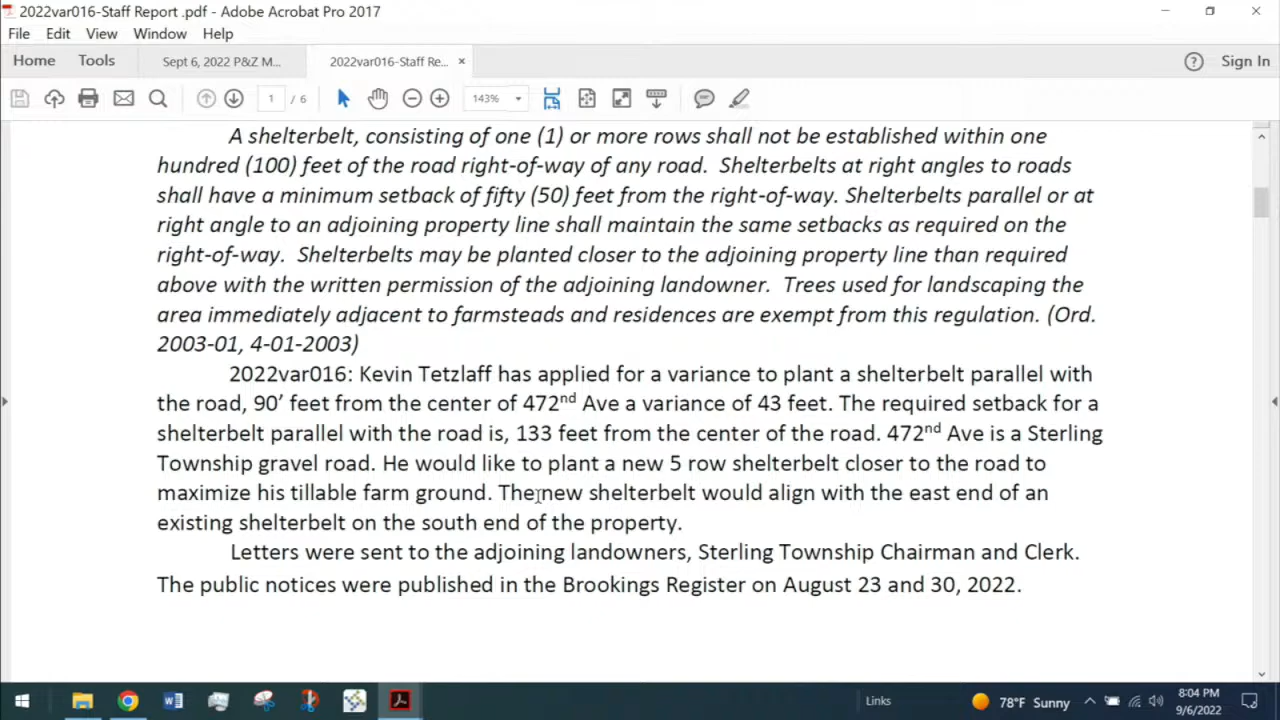 2022var016-Staff Report .pdf - Adobe Acrobat Pro 2017
File Edit View Window Help
Home Tools Sept 6, 2022 P&Z M... 2022var016-Staff Re... × ? Sign In
1 / 6 143%
A shelterbelt, consisting of one (1) or more rows shall not be established within one
hundred (100) feet of the road right-of-way of any road.  Shelterbelts at right angles to roads
shall have a minimum setback of fifty (50) feet from the right-of-way. Shelterbelts parallel or at
right angle to an adjoining property line shall maintain the same setbacks as required on the
right-of-way.  Shelterbelts may be planted closer to the adjoining property line than required
above with the written permission of the adjoining landowner.  Trees used for landscaping the
area immediately adjacent to farmsteads and residences are exempt from this regulation. (Ord.
2003-01, 4-01-2003)
2022var016: Kevin Tetzlaff has applied for a variance to plant a shelterbelt parallel with
the road, 90’ feet from the center of 472nd Ave a variance of 43 feet. The required setback for a
shelterbelt parallel with the road is, 133 feet from the center of the road. 472nd Ave is a Sterling
Township gravel road. He would like to plant a new 5 row shelterbelt closer to the road to
maximize his tillable farm ground. The new shelterbelt would align with the east end of an
existing shelterbelt on the south end of the property.
Letters were sent to the adjoining landowners, Sterling Township Chairman and Clerk.
The public notices were published in the Brookings Register on August 23 and 30, 2022.
Links 78°F Sunny 8:04 PM
9/6/2022